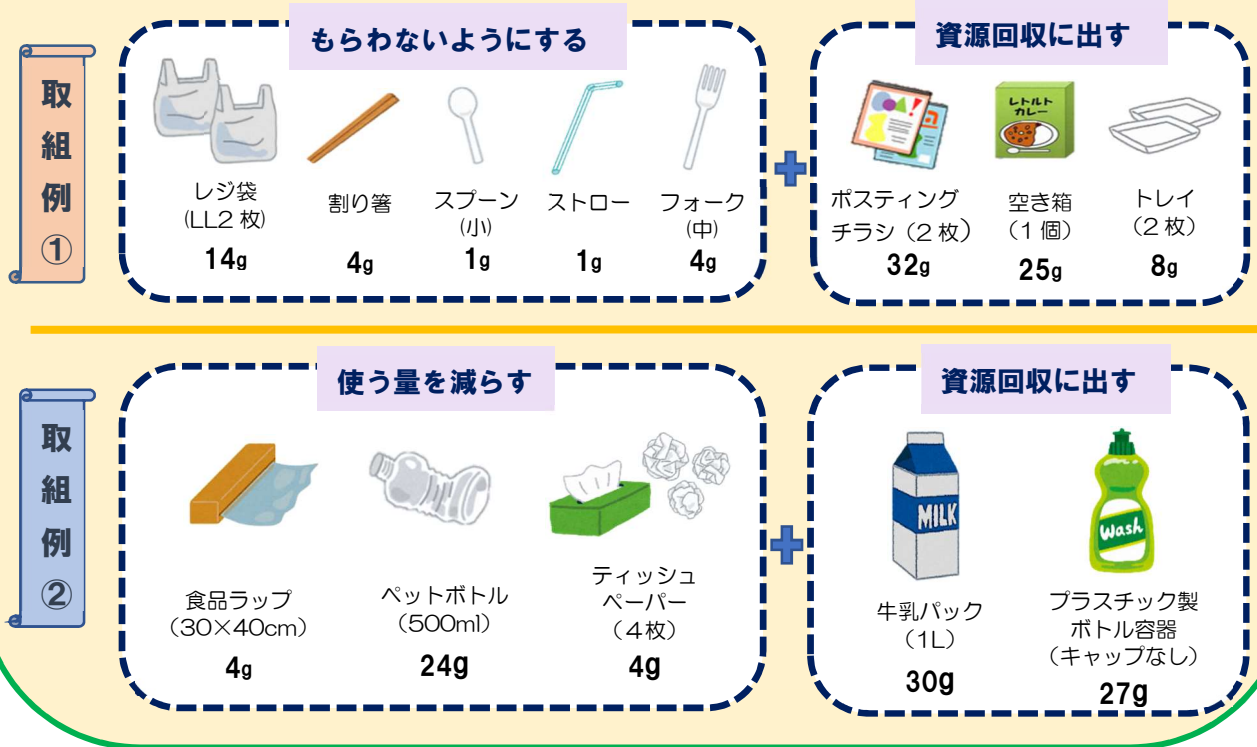 取組例①
もらわないようにする
レジ袋
(LL2 枚)
14g
割り箸
4g
スプーン
(小)
1g
ストロー
1g
フォーク
(中)
4g
資源回収に出す
ポスティング
チラシ（2 枚）
32g
レトルト
カレー
空き箱
（1 個）
25g
トレイ
（2 枚）
8g
取組例②
使う量を減らす
食品ラップ
（30×40cm）
4g
ペットボトル
（500ml）
24g
ティッシュ
ペーパー
（4 枚）
4g
資源回収に出す
MILK
牛乳パック
（1L）
30g
Wash
プラスチック製
ボトル容器
（キャップなし）
27g